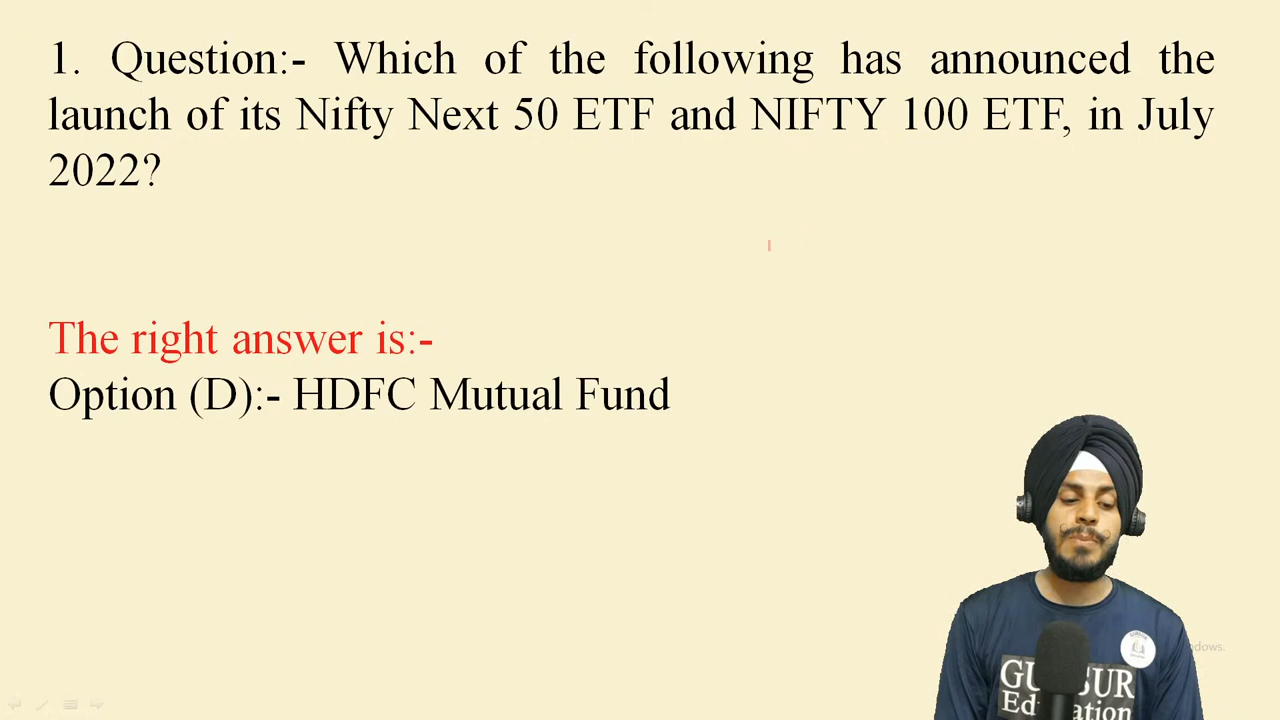 1. Question:- Which of the following has announced the
launch of its Nifty Next 50 ETF and NIFTY 100 ETF, in July
2022?
The right answer is:-
Option (D):- HDFC Mutual Fund